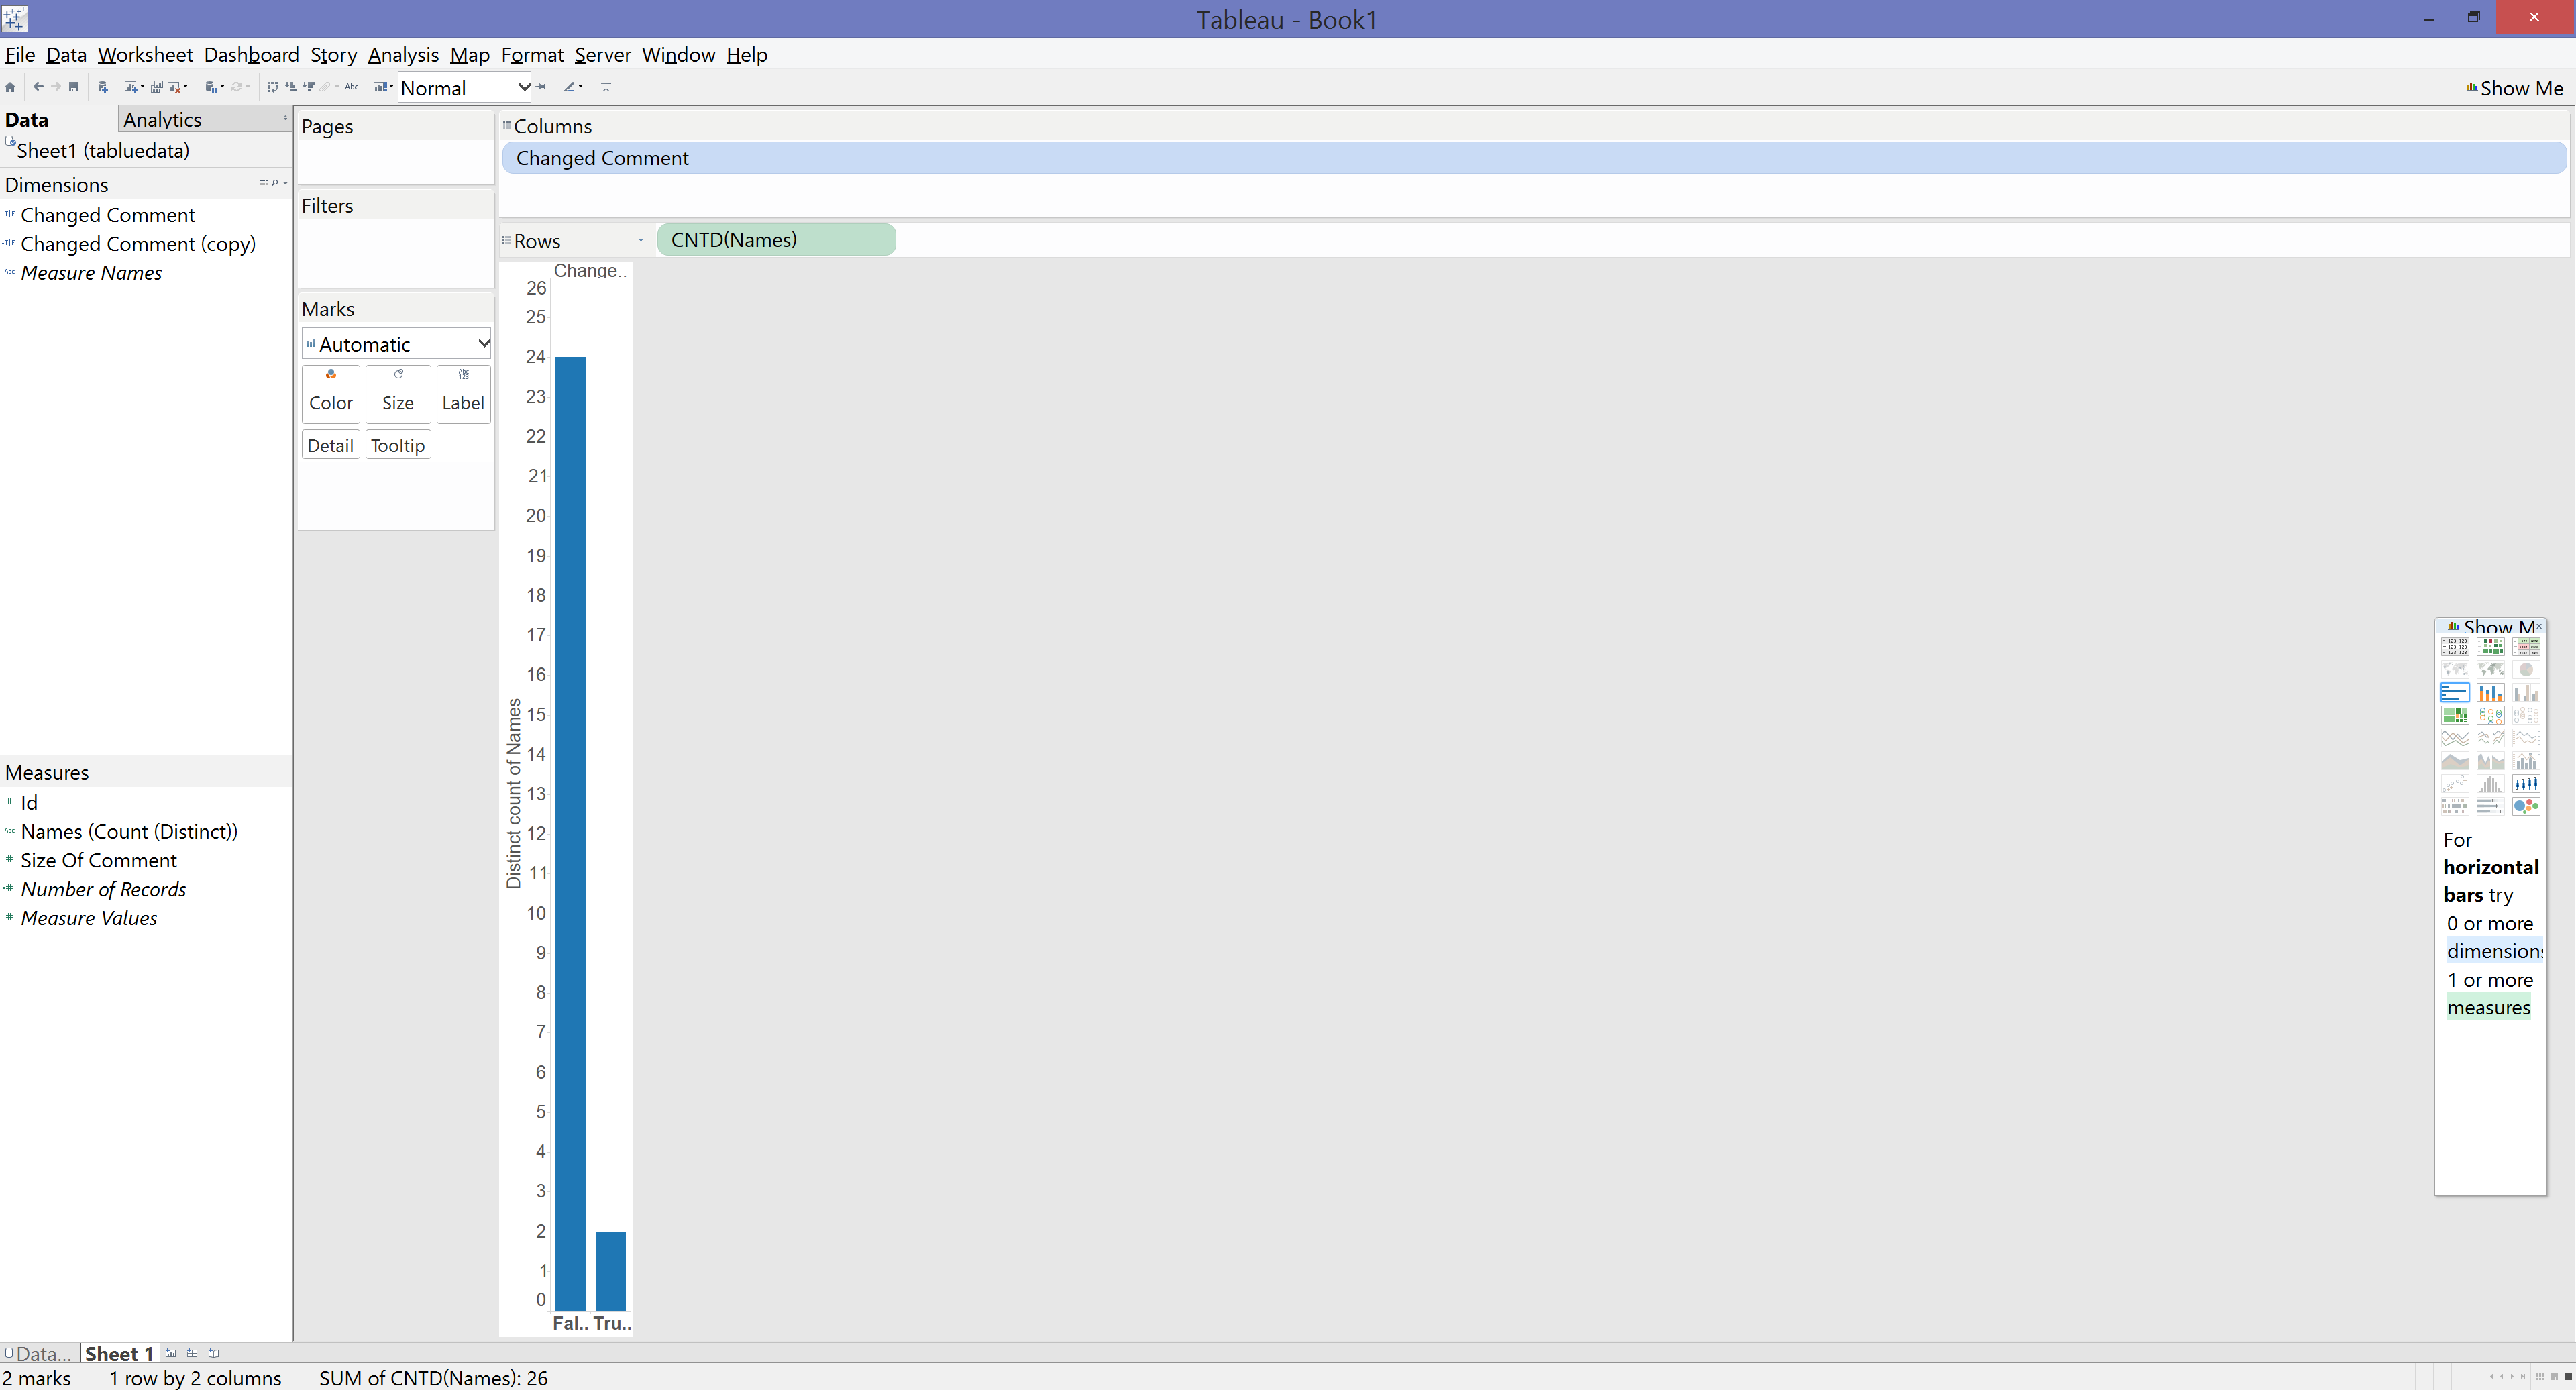 Tableau - Book1
File Data Worksheet Dashboard Story Analysis Map Format Server Window Help
Abc Normal Show Me
Data Analytics
Sheet1 (tabluedata)
Dimensions
Changed Comment
Changed Comment (copy)
Abc Measure Names
Measures
# Id
Abc Names (Count (Distinct))
# Size Of Comment
=# Number of Records
# Measure Values
Pages
Filters
Marks
Automatic
Color Size Label
Detail Tooltip
Columns
Changed Comment
Rows CNTD(Names)
Change..
26
25
24
23
22
21
20
19
18
17
16
15
14
13
12
11
10
9
8
7
6
5
4
3
2
1
0
Distinct count of Names
Fal.. Tru..
Show M
For
horizontal
bars try
0 or more
dimensions
1 or more
measures
Data... Sheet 1
2 marks 1 row by 2 columns SUM of CNTD(Names): 26